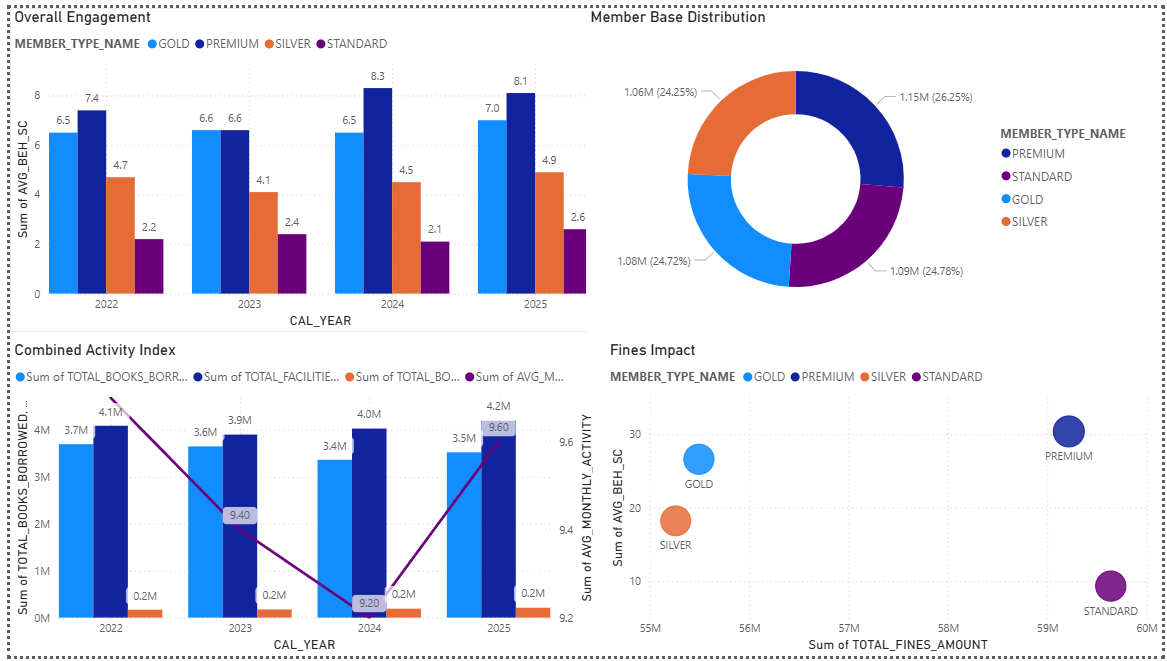 Overall Engagement
MEMBER_TYPE_NAME GOLD PREMIUM SILVER STANDARD
Sum of AVG_BEH_SC
8
6
4
2
0
6.5
7.4
4.7
2.2
6.6
6.6
4.1
2.4
6.5
8.3
4.5
2.1
7.0
8.1
4.9
2.6
2022 2023 2024 2025
CAL_YEAR
Member Base Distribution
1.06M (24.25%)
1.15M (26.25%)
1.08M (24.72%)
1.09M (24.78%)
MEMBER_TYPE_NAME
PREMIUM
STANDARD
GOLD
SILVER
Combined Activity Index
Sum of TOTAL_BOOKS_BORR... Sum of TOTAL_FACILITIE... Sum of TOTAL_BO... Sum of AVG_M...
Sum of TOTAL_BOOKS_BORROWED, ...
4M
3M
2M
1M
0M
3.7M
4.1M
0.2M
3.6M
3.9M
9.40
0.2M
3.4M
4.0M
9.20
0.2M
3.5M
4.2M
9.60
0.2M
9.6
9.4
9.2
Sum of AVG_MONTHLY_ACTIVITY
2022 2023 2024 2025
CAL_YEAR
Fines Impact
MEMBER_TYPE_NAME GOLD PREMIUM SILVER STANDARD
Sum of AVG_BEH_SC
30
20
10
PREMIUM
GOLD
SILVER
STANDARD
55M 56M 57M 58M 59M 60M
Sum of TOTAL_FINES_AMOUNT